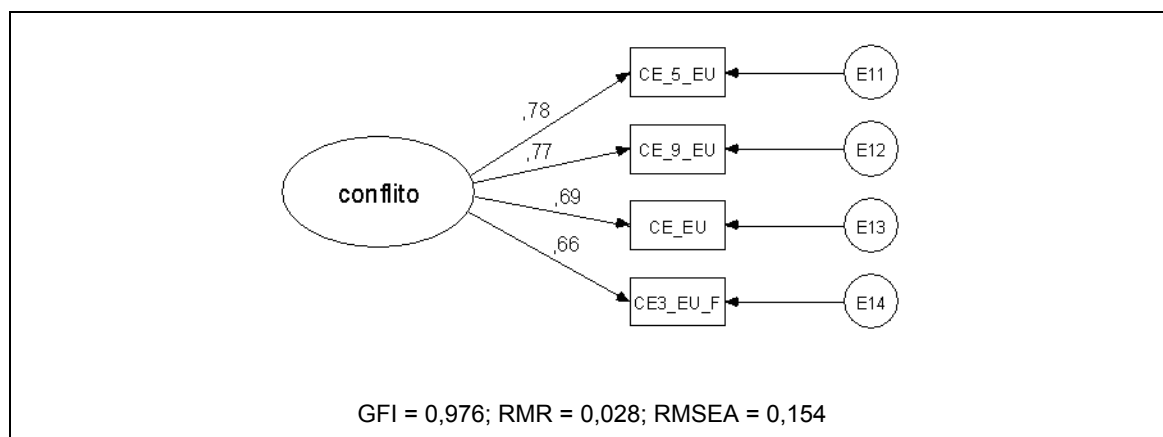 CE_5_EU
E11
,78
,77
CE_9_EU
E12
conflito
,69
CE_EU
E13
,66
CE3_EU_F
E14
GFI = 0,976; RMR = 0,028; RMSEA = 0,154